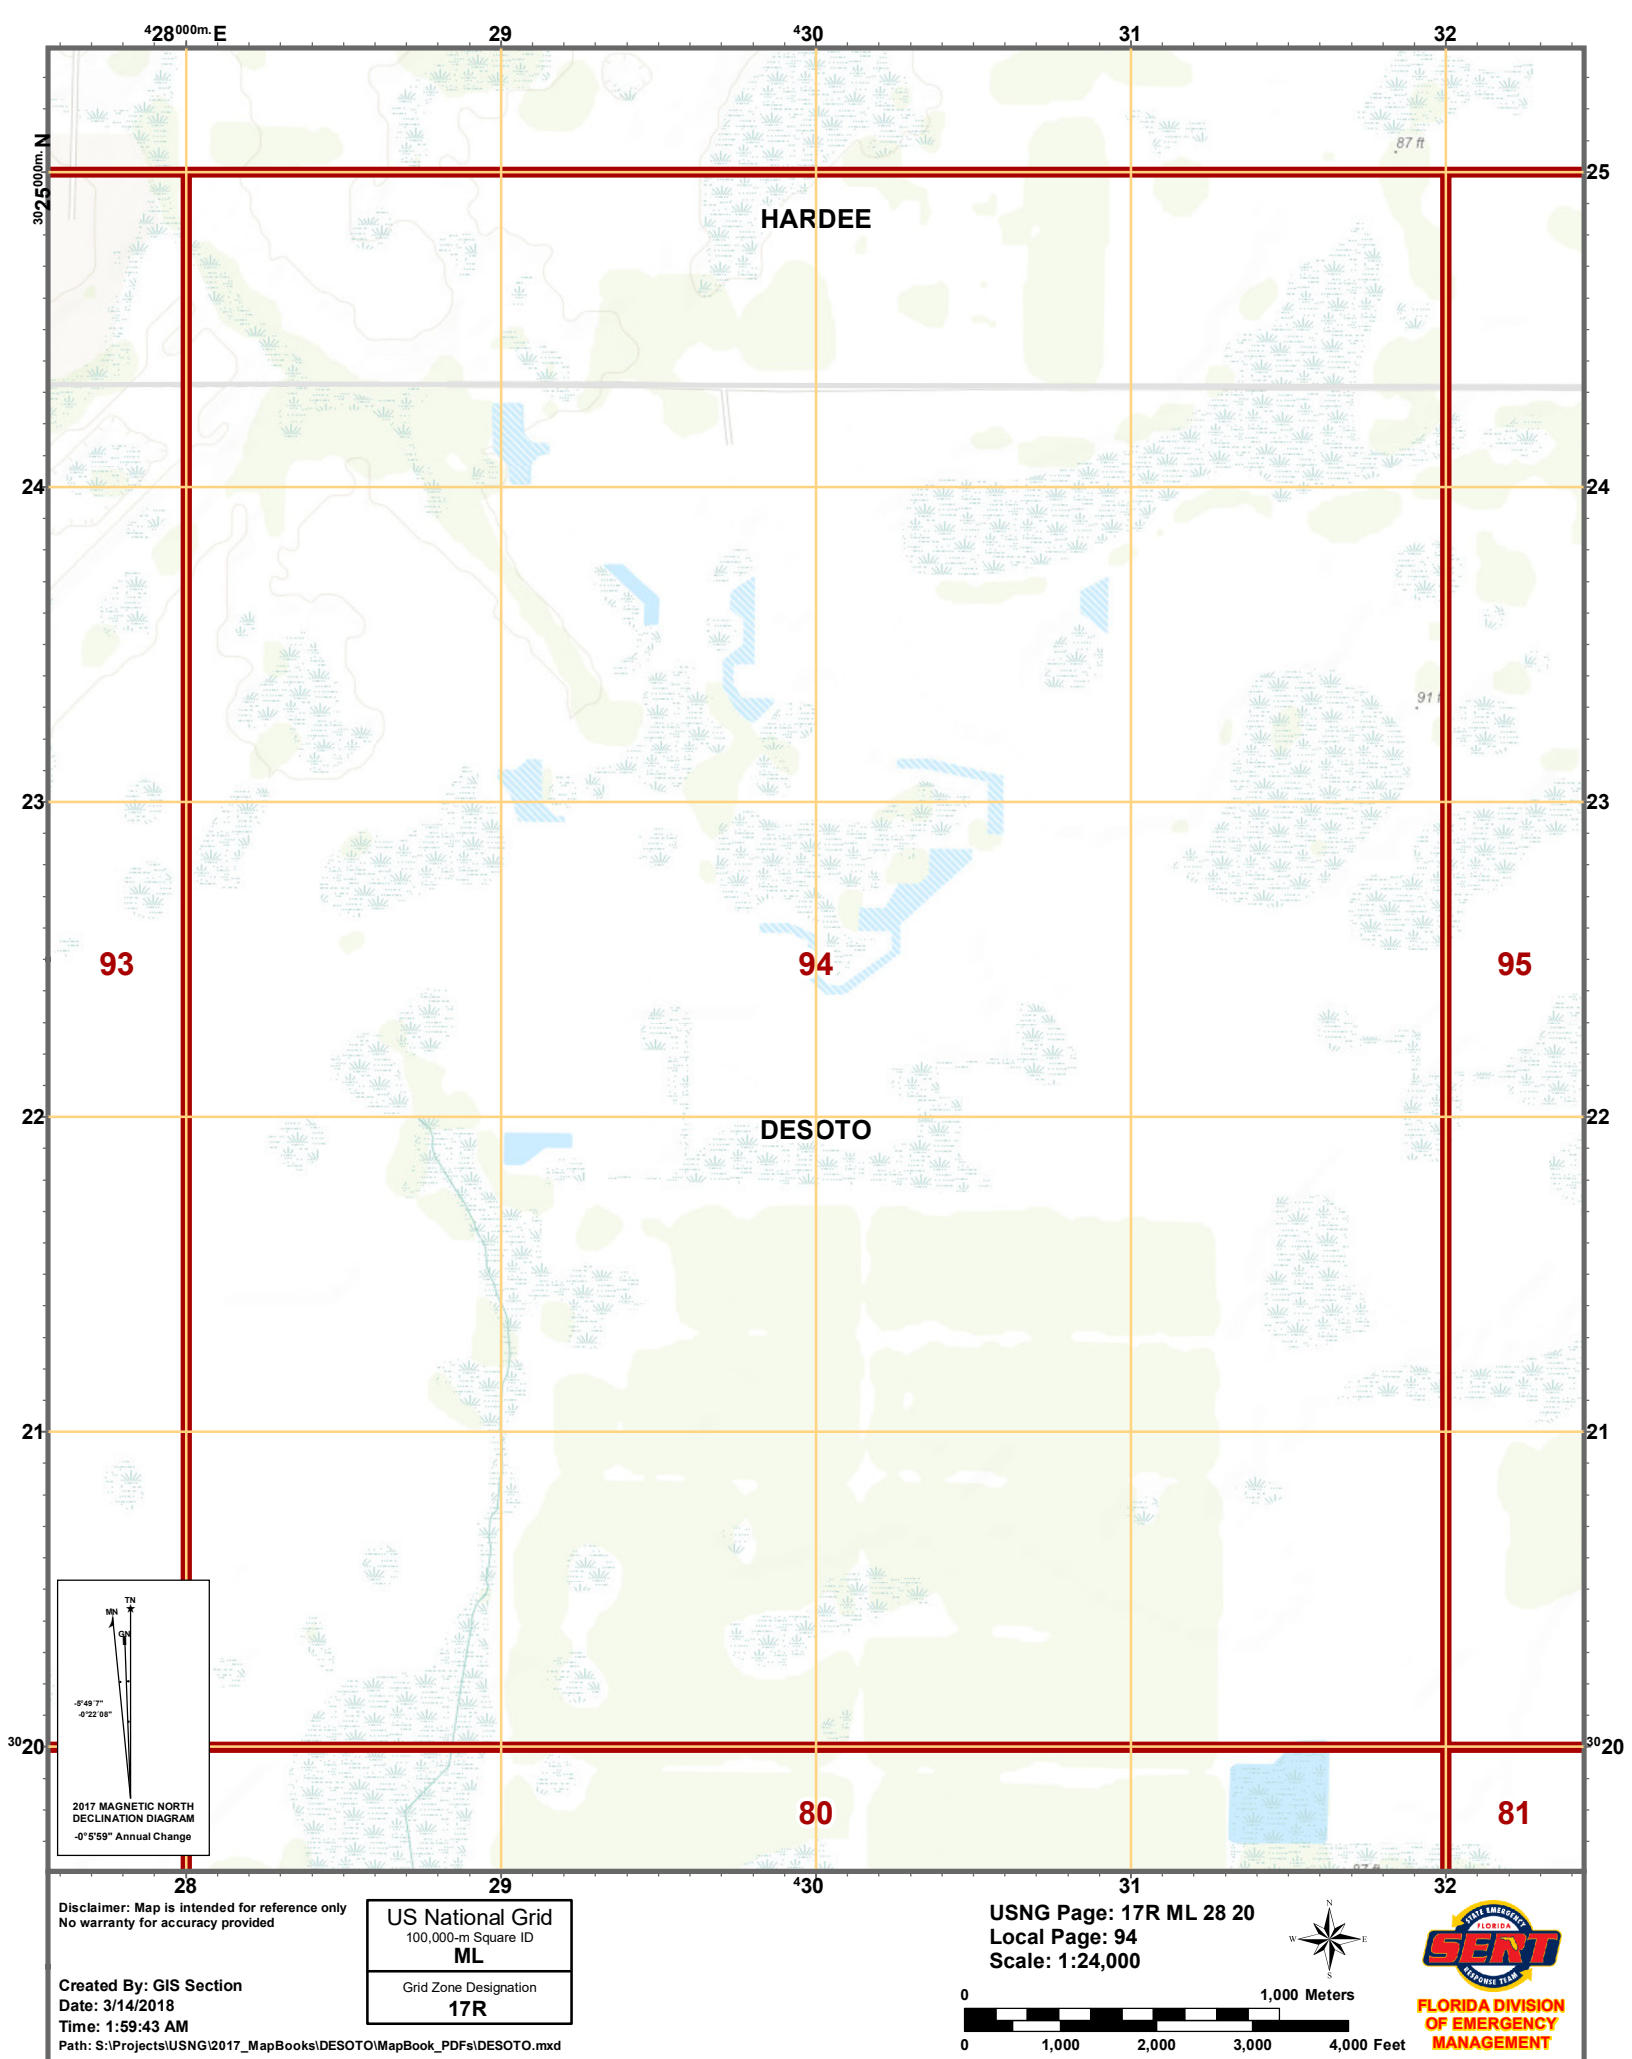 428000m. E 29 430 31 32
87 ft
3025000m. N 25
HARDEE
24 24
91 f
23 23
93 94 95
22 22
DESOTO
21 21
TN
MN
GN
-5°49'7"
-0°22'08"
2017 MAGNETIC NORTH
DECLINATION DIAGRAM
-0°5'59" Annual Change
3020 3020
80 81
28 29 430 31 32
Disclaimer: Map is intended for reference only
No warranty for accuracy provided
Created By: GIS Section
Date: 3/14/2018
Time: 1:59:43 AM
Path: S:\Projects\USNG\2017_MapBooks\DESOTO\MapBook_PDFs\DESOTO.mxd
US National Grid
100,000-m Square ID
ML
Grid Zone Designation
17R
USNG Page: 17R ML 28 20
Local Page: 94
Scale: 1:24,000
N
W E
S
0 1,000 Meters
0 1,000 2,000 3,000 4,000 Feet
STATE EMERGENCY
FLORIDA
SERT
RESPONSE TEAM
FLORIDA DIVISION
OF EMERGENCY
MANAGEMENT